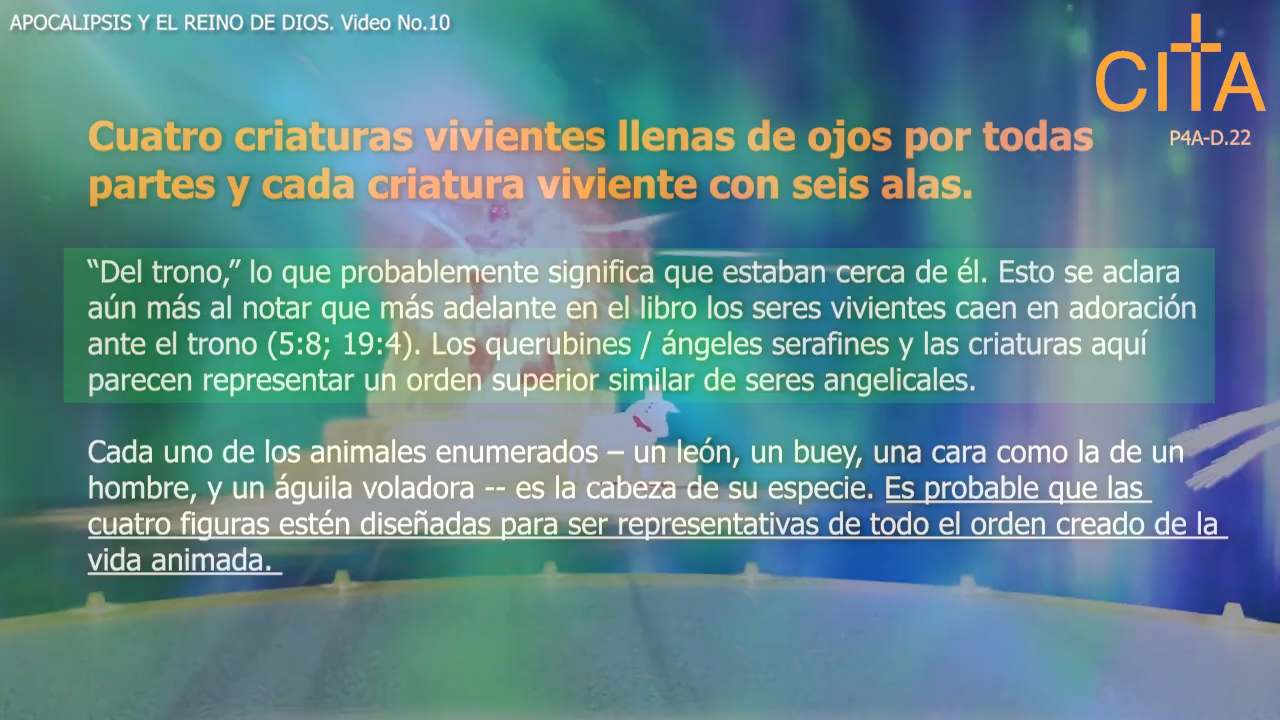 APOCALIPSIS Y EL REINO DE DIOS. Video No.10
CITA
P4A-D.22
Cuatro criaturas vivientes llenas de ojos por todas
partes y cada criatura viviente con seis alas.
“Del trono,” lo que probablemente significa que estaban cerca de él. Esto se aclara
aún más al notar que más adelante en el libro los seres vivientes caen en adoración
ante el trono (5:8; 19:4). Los querubines / ángeles serafines y las criaturas aquí
parecen representar un orden superior similar de seres angelicales.
Cada uno de los animales enumerados – un león, un buey, una cara como la de un
hombre, y un águila voladora -- es la cabeza de su especie. Es probable que las
cuatro figuras estén diseñadas para ser representativas de todo el orden creado de la
vida animada.